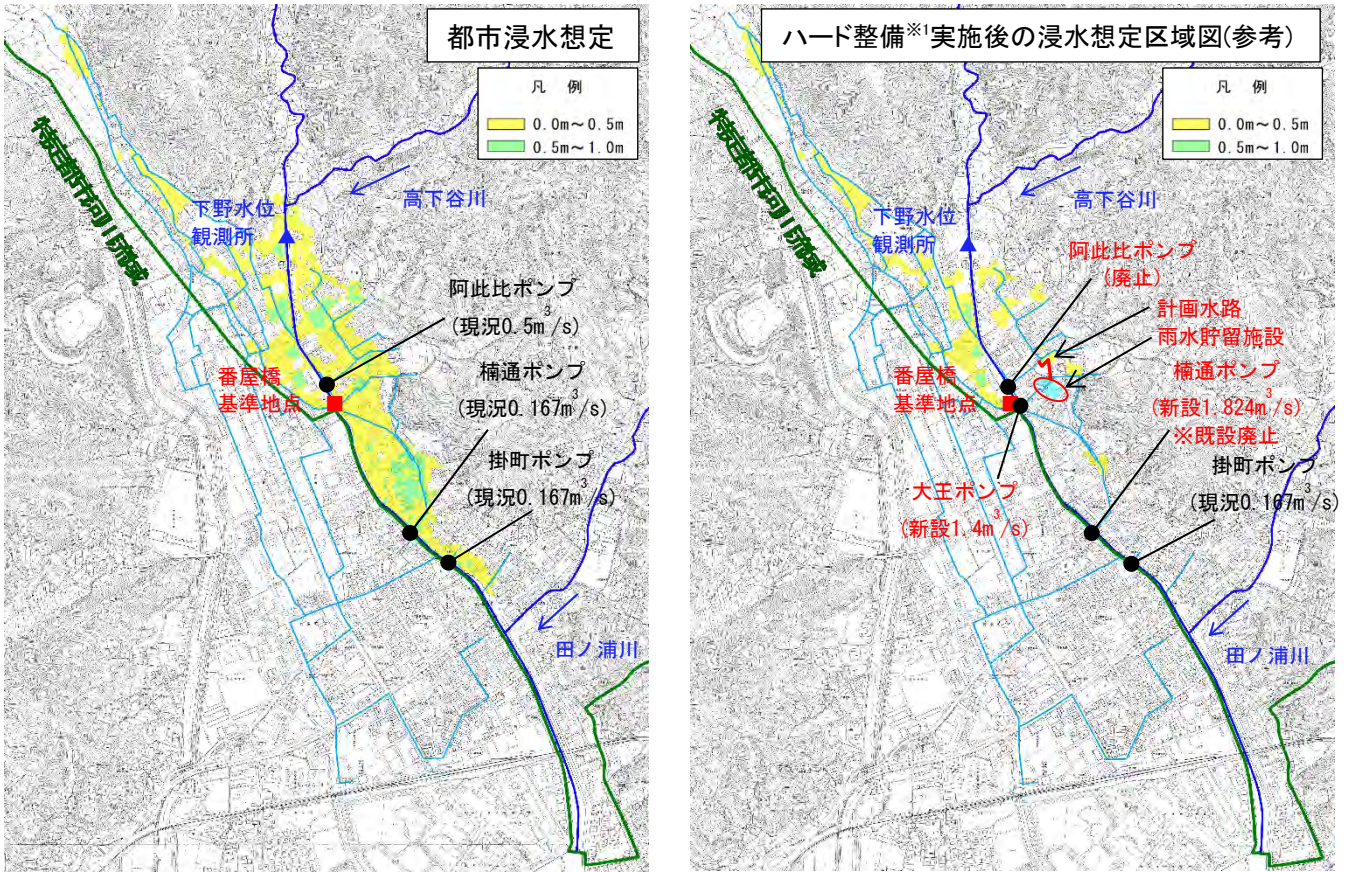 都市浸水想定
凡 例
0.0m~0.5m
0.5m~1.0m
特定都市河川流域
高下谷川
下野水位
観測所
阿此比ポンプ
(現況0.5m³/s)
楠通ポンプ
(現況0.167m³/s)
番屋橋
基準地点
掛町ポンプ
(現況0.167m³/s)
田ノ浦川
ハード整備※1実施後の浸水想定区域図(参考)
凡 例
0.0m~0.5m
0.5m~1.0m
特定都市河川流域
高下谷川
下野水位
観測所
阿此比ポンプ
(廃止)
計画水路
雨水貯留施設
番屋橋
基準地点
楠通ポンプ
(新設1.824m³/s)
※既設廃止
掛町ポンプ
(現況0.167m³/s)
大王ポンプ
(新設1.4m³/s)
田ノ浦川